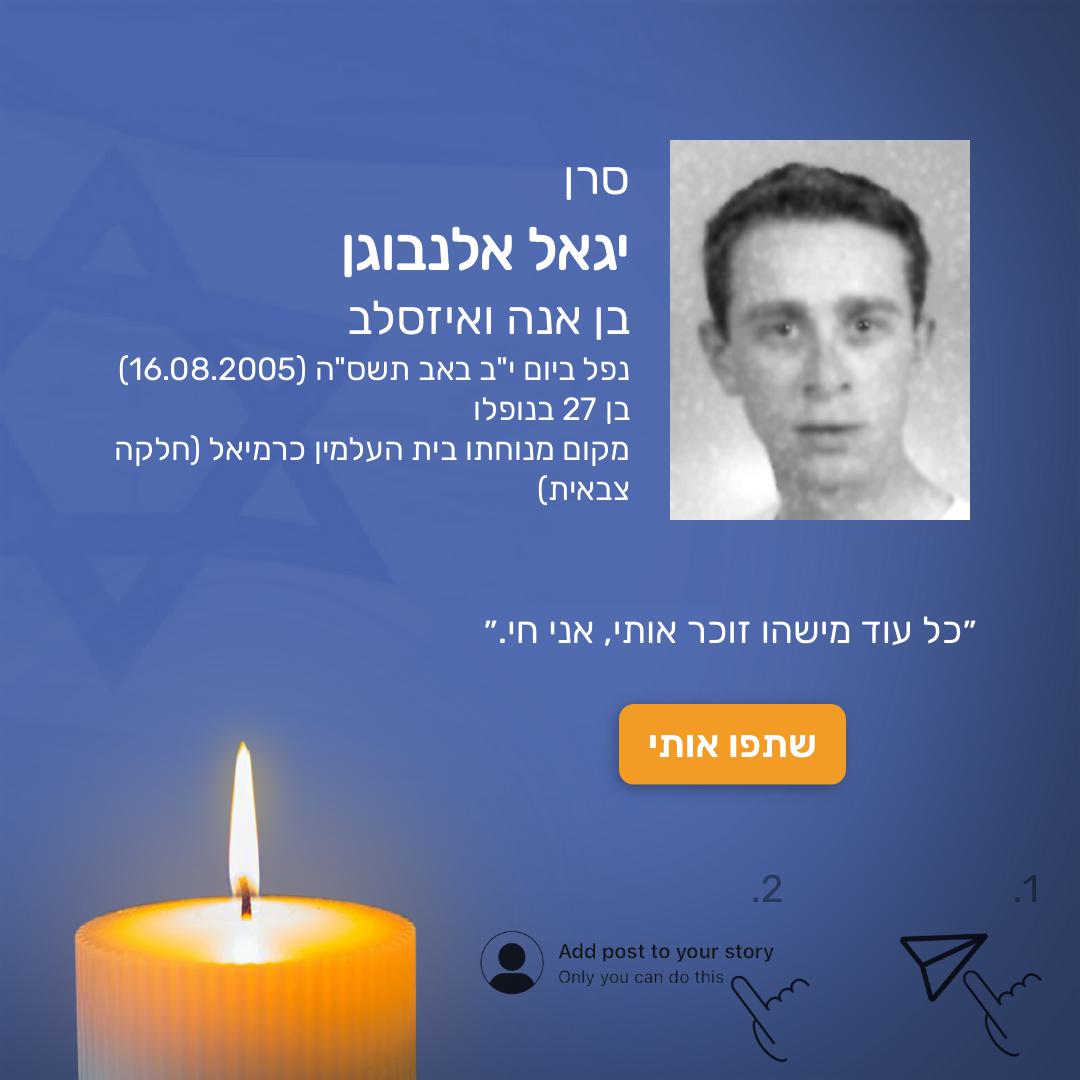 סרן
יגאל אלנבוגן
בן אנה ואיזסלב
נפל ביום י"ב באב תשס"ה (16.08.2005)
בן 27 בנופלו
מקום מנוחתו בית העלמין כרמיאל (חלקה
צבאית)
״כל עוד מישהו זוכר אותי, אני חי.״
שתפו אותי
1.
2.
Add post to your story
Only you can do this